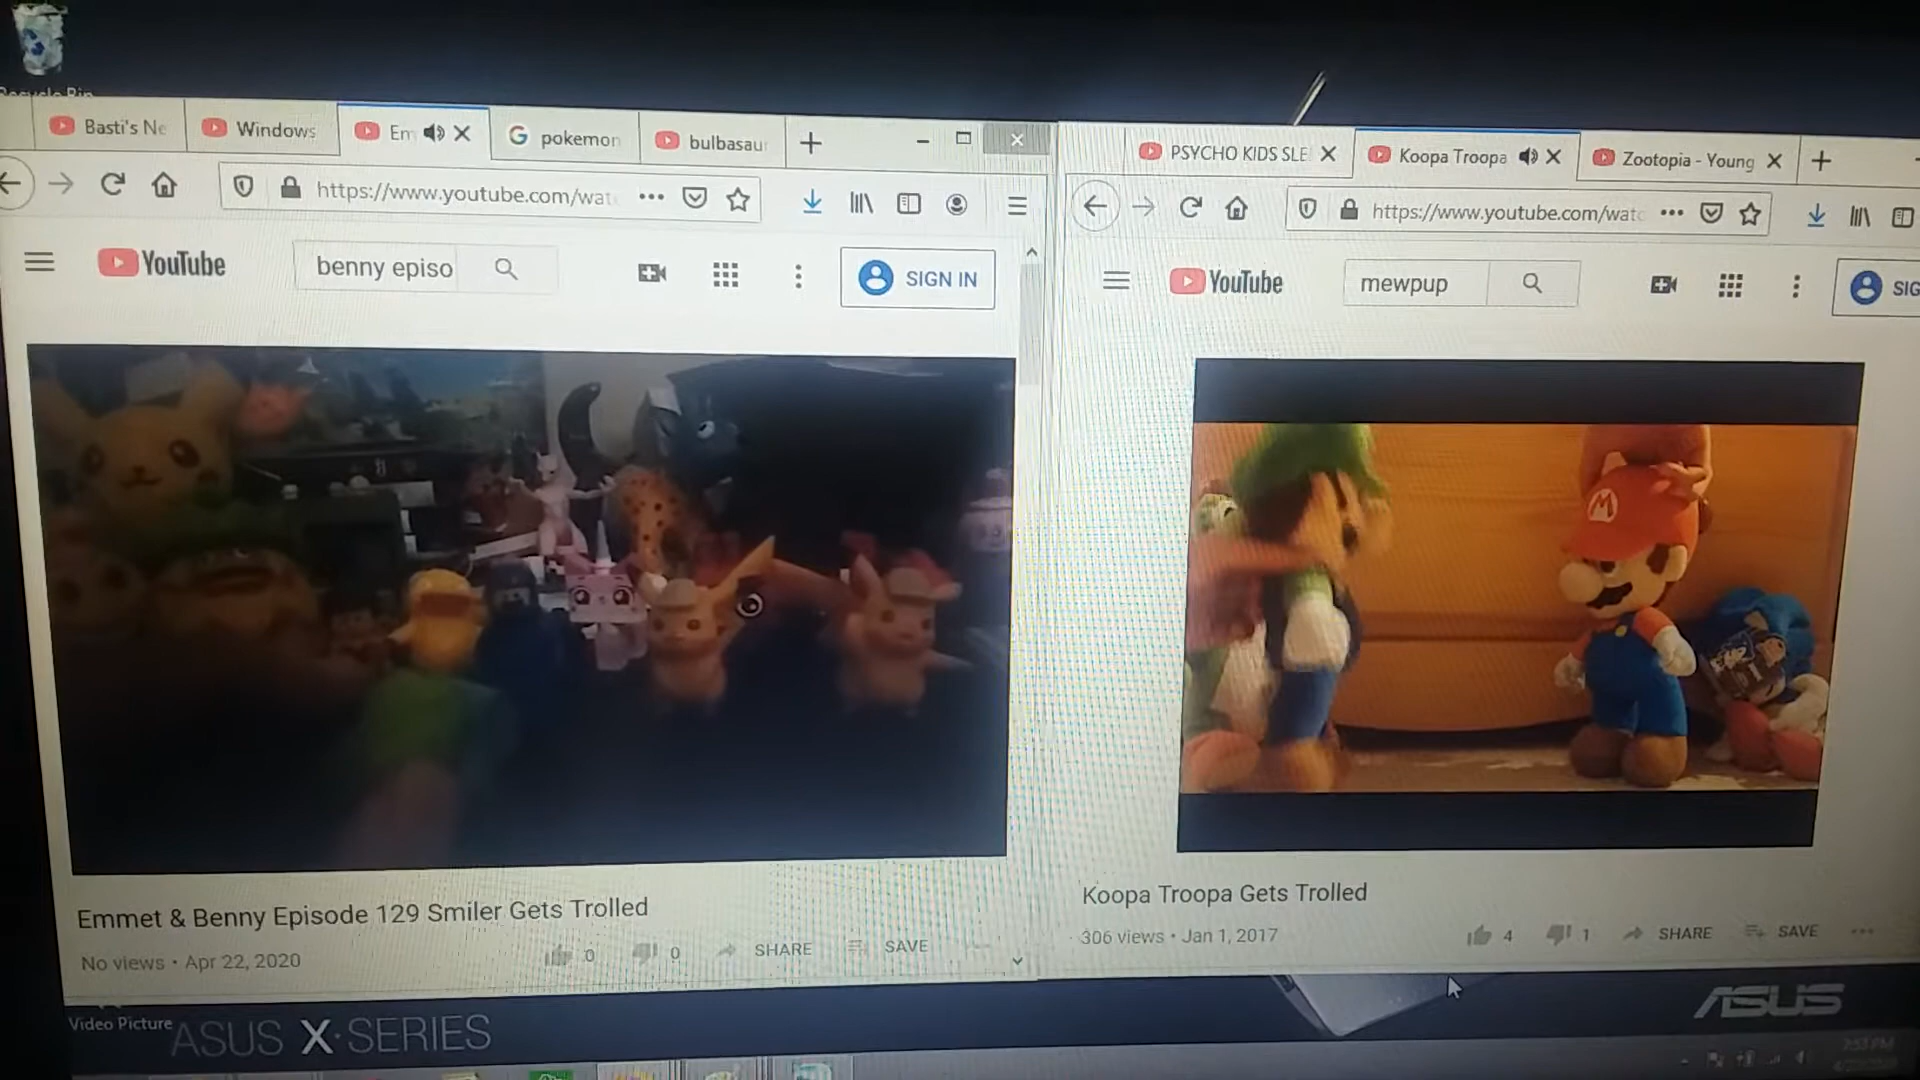 Recycle Bin
Basti's Ne
Windows
Em
pokemon
bulbasau
https://www.youtube.com/wat
YouTube
benny episo
SIGN IN
Emmet & Benny Episode 129 Smiler Gets Trolled
No views • Apr 22, 2020
0
0
SHARE
SAVE
PSYCHO KIDS SLE
Koopa Troopa
Zootopia - Young
https://www.youtube.com/watc
YouTube
mewpup
SIG
M
Koopa Troopa Gets Trolled
306 views • Jan 1, 2017
4
1
SHARE
SAVE
Video Picture
ASUS X·SERIES
ASUS